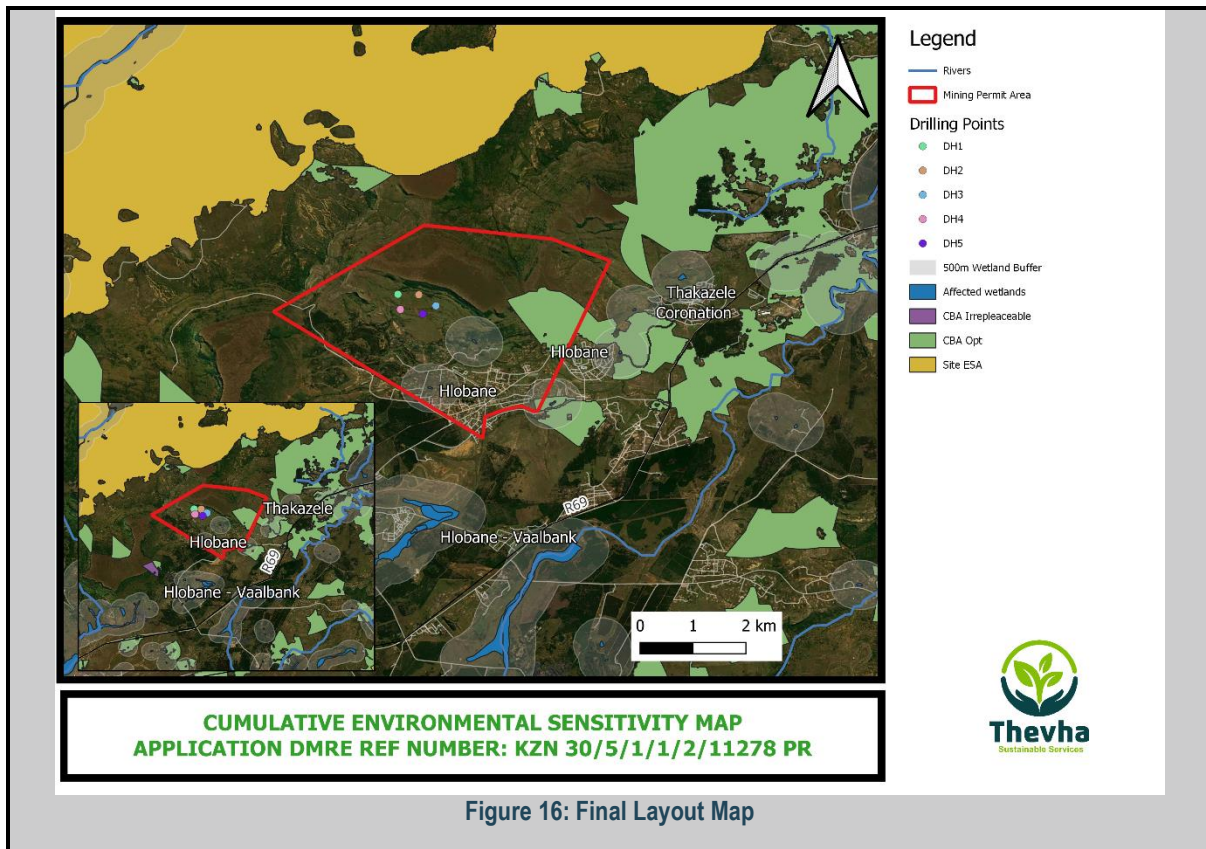 Thakazele
Coronation
Hlobane
Hlobane
R69
Hlobane - Vaalbank
0 1 2 km
Thakazele
Hlobane
R69
Hlobane - Vaalbank
CUMULATIVE ENVIRONMENTAL SENSITIVITY MAP
APPLICATION DMRE REF NUMBER: KZN 30/5/1/1/2/11278 PR
Legend
Rivers
Mining Permit Area
Drilling Points
DH1
DH2
DH3
DH4
DH5
500m Wetland Buffer
Affected wetlands
CBA Irrepleaceable
CBA Opt
Site ESA
Thevha
Sustainable Services
Figure 16: Final Layout Map